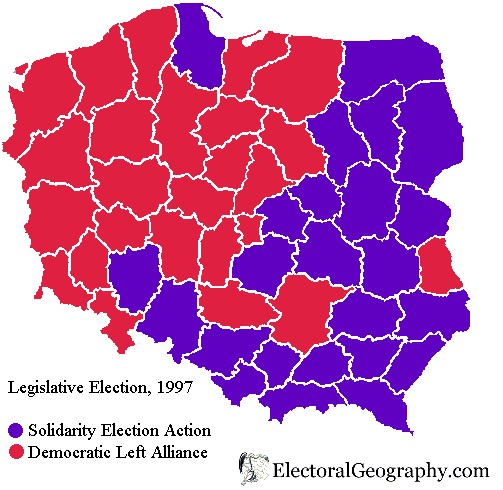 Legislative Election, 1997
Solidarity Election Action
Democratic Left Alliance
ElectoralGeography.com